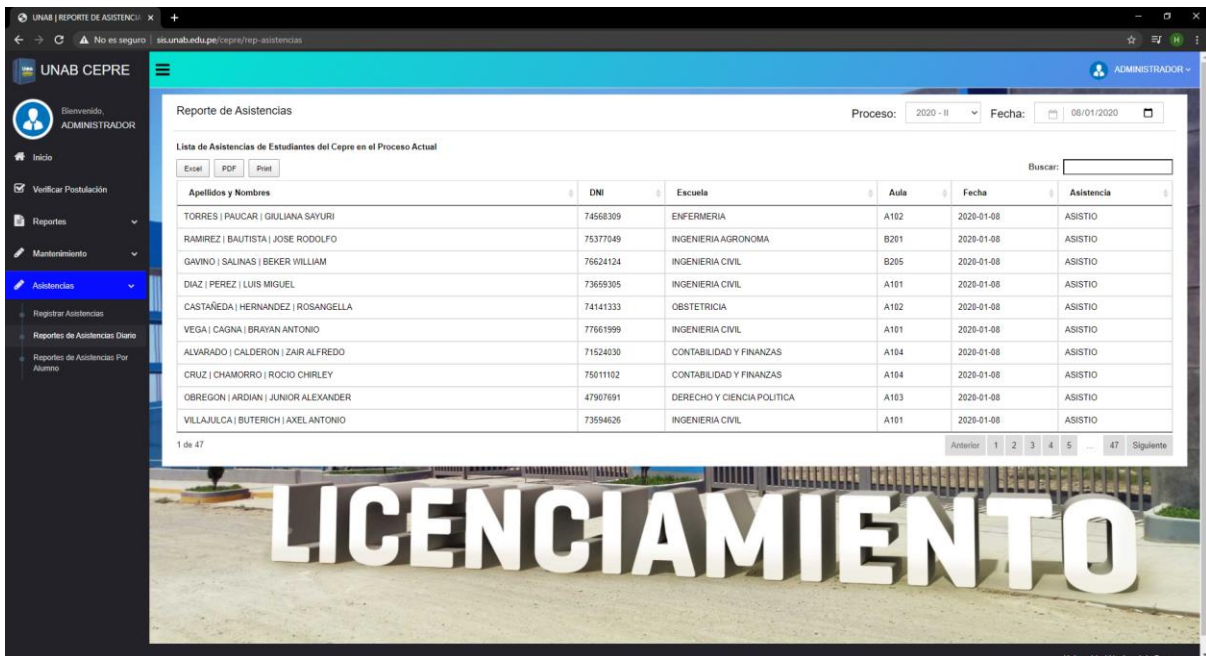 UNAB | REPORTE DE ASISTENCIA
No es seguro | sis.unab.edu.pe/cepre/rep-asistencias
UNAB CEPRE
ADMINISTRADOR
Bienvenido,
ADMINISTRADOR
Inicio
Verificar Postulación
Reportes
Mantenimiento
Asistencias
Registrar Asistencias
Reportes de Asistencias Diario
Reportes de Asistencias Por
Alumno
Reporte de Asistencias Proceso: 2020 - II Fecha: 08/01/2020
Lista de Asistencias de Estudiantes del Cepre en el Proceso Actual
Excel PDF Print Buscar:
Apellidos y Nombres DNI Escuela Aula Fecha Asistencia
TORRES | PAUCAR | GIULIANA SAYURI 74568309 ENFERMERIA A102 2020-01-08 ASISTIO
RAMIREZ | BAUTISTA | JOSE RODOLFO 75377049 INGENIERIA AGRONOMA B201 2020-01-08 ASISTIO
GAVINO | SALINAS | BEKER WILLIAM 76624124 INGENIERIA CIVIL B205 2020-01-08 ASISTIO
DIAZ | PEREZ | LUIS MIGUEL 73659305 INGENIERIA CIVIL A101 2020-01-08 ASISTIO
CASTAÑEDA | HERNANDEZ | ROSANGELLA 74141333 OBSTETRICIA A102 2020-01-08 ASISTIO
VEGA | CAGNA | BRAYAN ANTONIO 77661999 INGENIERIA CIVIL A101 2020-01-08 ASISTIO
ALVARADO | CALDERON | ZAIR ALFREDO 71524030 CONTABILIDAD Y FINANZAS A104 2020-01-08 ASISTIO
CRUZ | CHAMORRO | ROCIO CHIRLEY 75011102 CONTABILIDAD Y FINANZAS A104 2020-01-08 ASISTIO
OBREGON | ARDIAN | JUNIOR ALEXANDER 47907691 DERECHO Y CIENCIA POLITICA A103 2020-01-08 ASISTIO
VILLAJULCA | BUTERICH | AXEL ANTONIO 73594626 INGENIERIA CIVIL A101 2020-01-08 ASISTIO
1 de 47 Anterior 1 2 3 4 5 ... 47 Siguiente
LICENCIAMIENTO